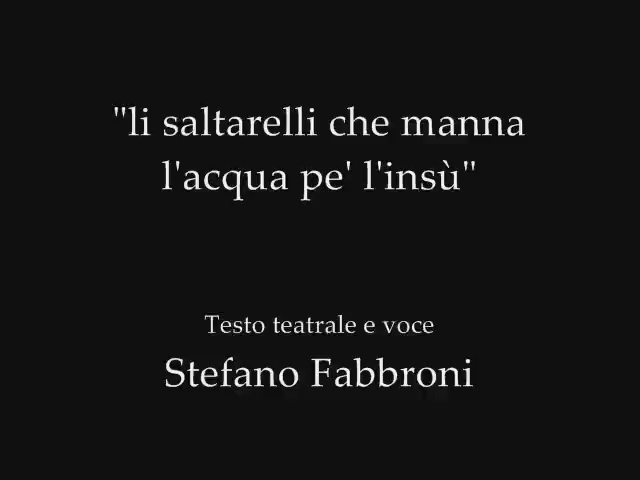 "li saltarelli che manna
l'acqua pe' l'insù"
Testo teatrale e voce
Stefano Fabbroni